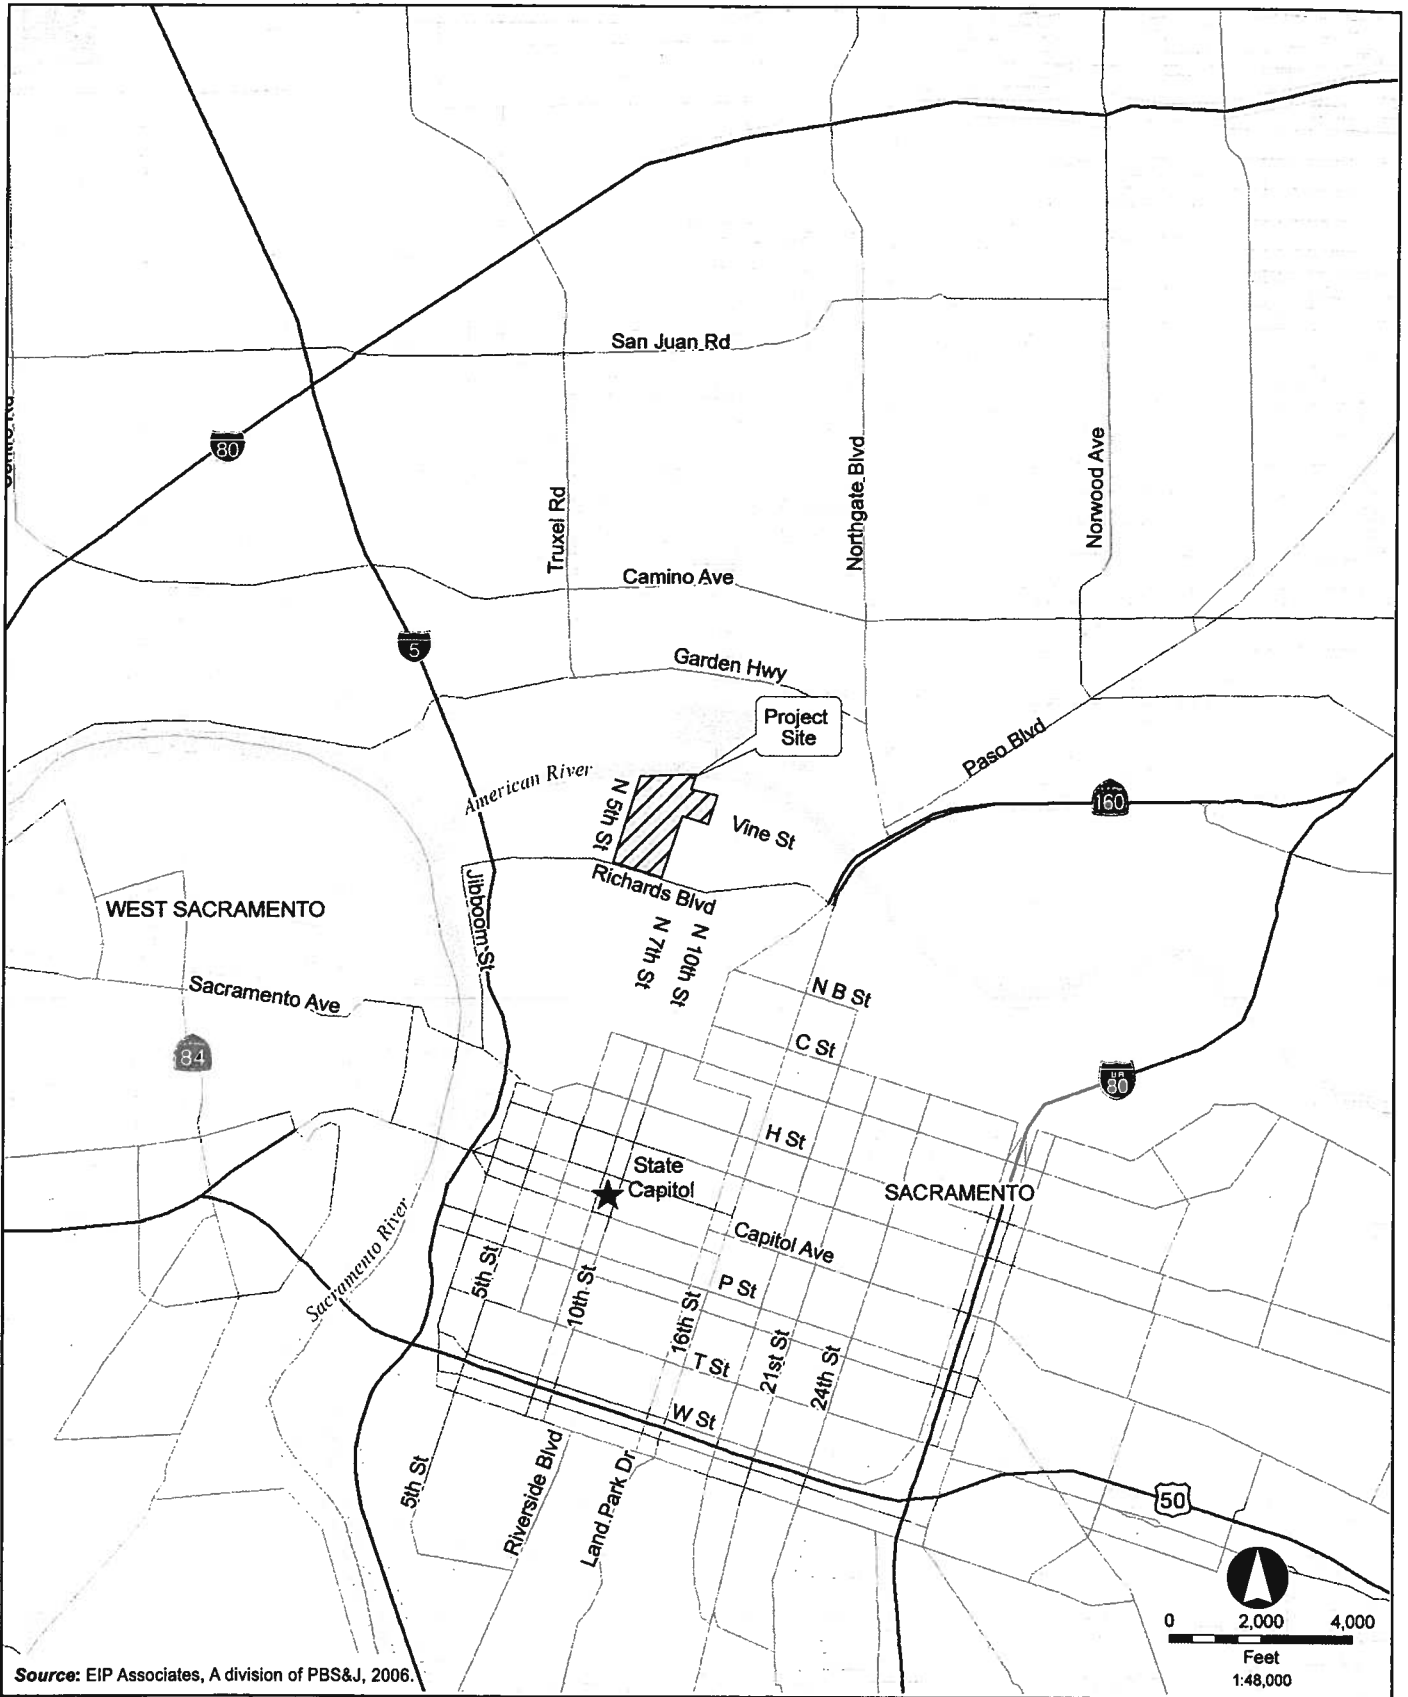 San Juan Rd
80
Truxel Rd
Northgate Blvd
Norwood Ave
Camino Ave
5
Garden Hwy
Project
Site
Paso Blvd
American River
N 5th St
160
Vine St
Richards Blvd
Jibboom St
WEST SACRAMENTO
N 7th St
N 10th St
Sacramento Ave
N B St
C St
84
80
H St
State
Capitol
SACRAMENTO
Capitol Ave
Sacramento River
5th St
10th St
P St
16th St
T St
21st St
24th St
W St
5th St
Riverside Blvd
Land Park Dr
50
0 2,000 4,000
Feet
1:48,000
Source: EIP Associates, A division of PBS&J, 2006.